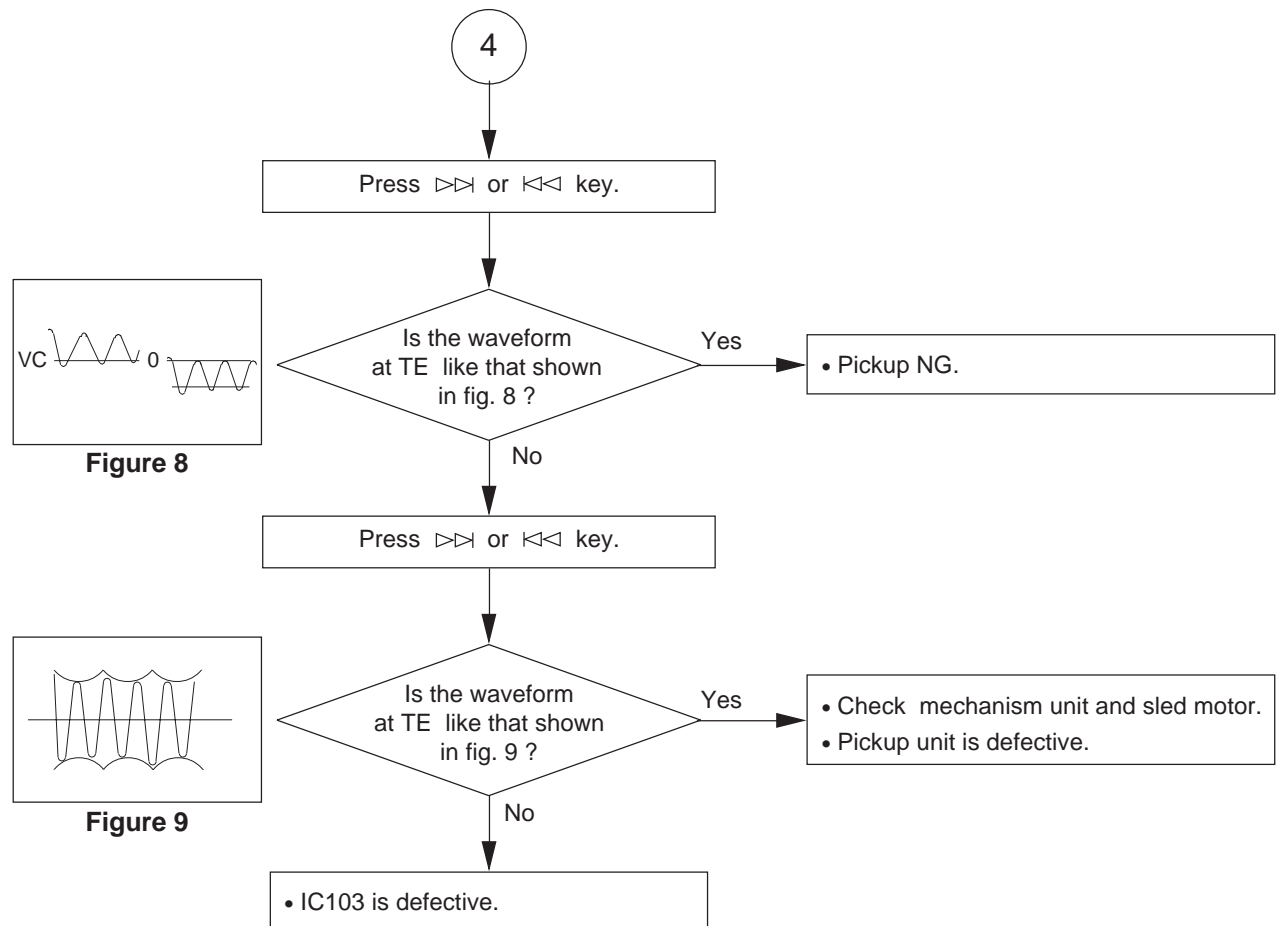 4
Press ▷▷| or |◁◁ key.
VC
0
Figure 8
Is the waveform
at TE like that shown
in fig. 8 ?
Yes
• Pickup NG.
No
Press ▷▷| or |◁◁ key.
Figure 9
Is the waveform
at TE like that shown
in fig. 9 ?
Yes
• Check mechanism unit and sled motor.
• Pickup unit is defective.
No
• IC103 is defective.